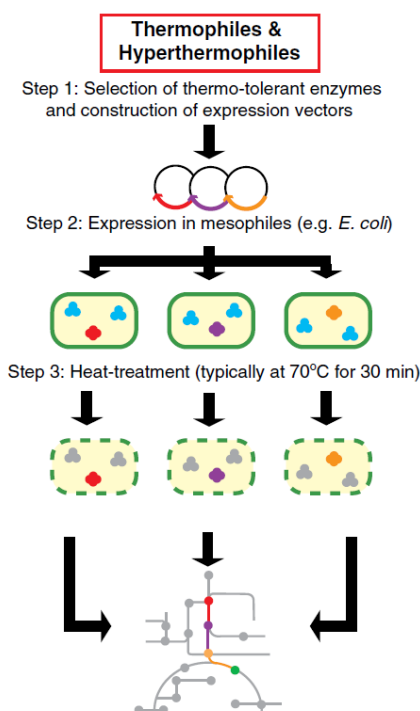 Thermophiles &
Hyperthermophiles
Step 1: Selection of thermo-tolerant enzymes
and construction of expression vectors
Step 2: Expression in mesophiles (e.g. E. coli)
Step 3: Heat-treatment (typically at 70°C for 30 min)